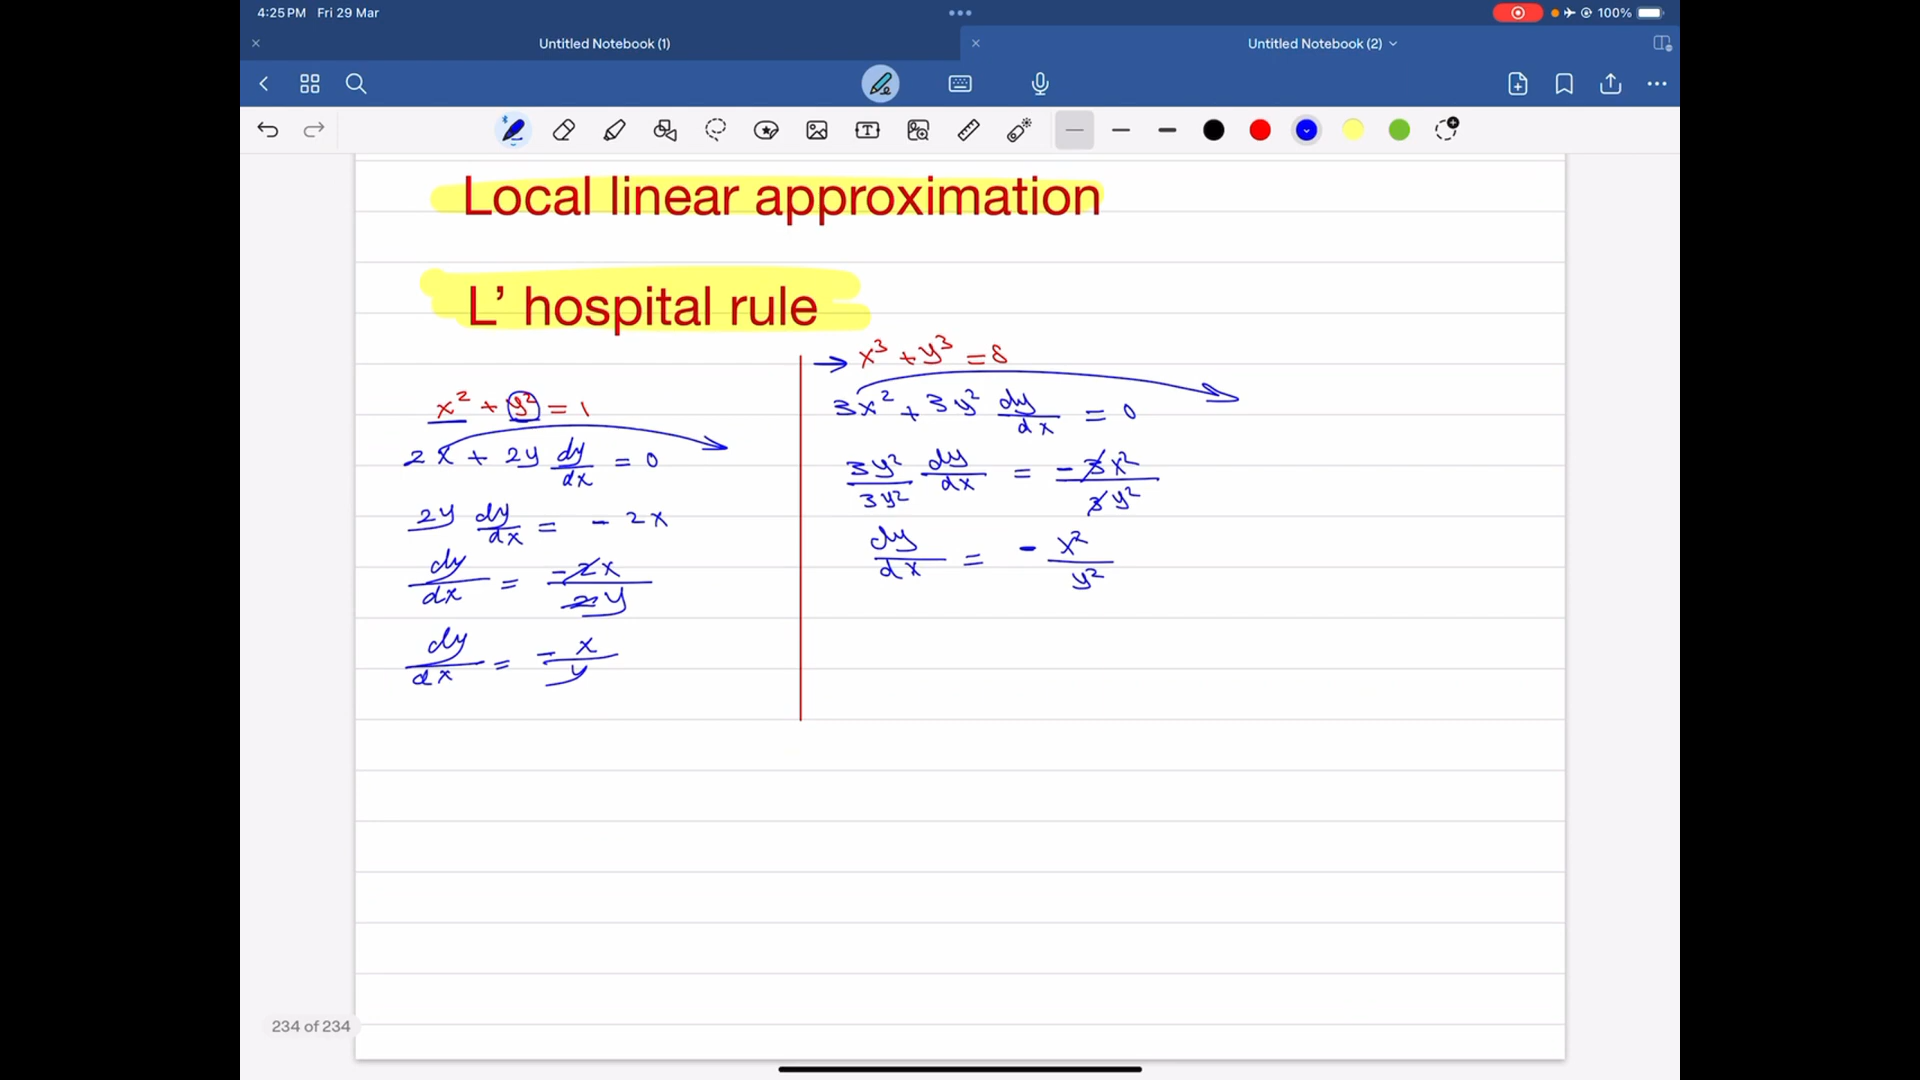 4:25 PM Fri 29 Mar
100%
Untitled Notebook (1)
Untitled Notebook (2)
Local linear approximation
L’ hospital rule
x² + y² = 1
2x + 2y dy/dx = 0
2y dy/dx = - 2x
dy/dx = -2x/2y
dy/dx = - x/y
→ x³ + y³ = 8
3x² + 3y² dy/dx = 0
3y²/3y² dy/dx = - 3x²/3y²
dy/dx = - x²/y²
234 of 234